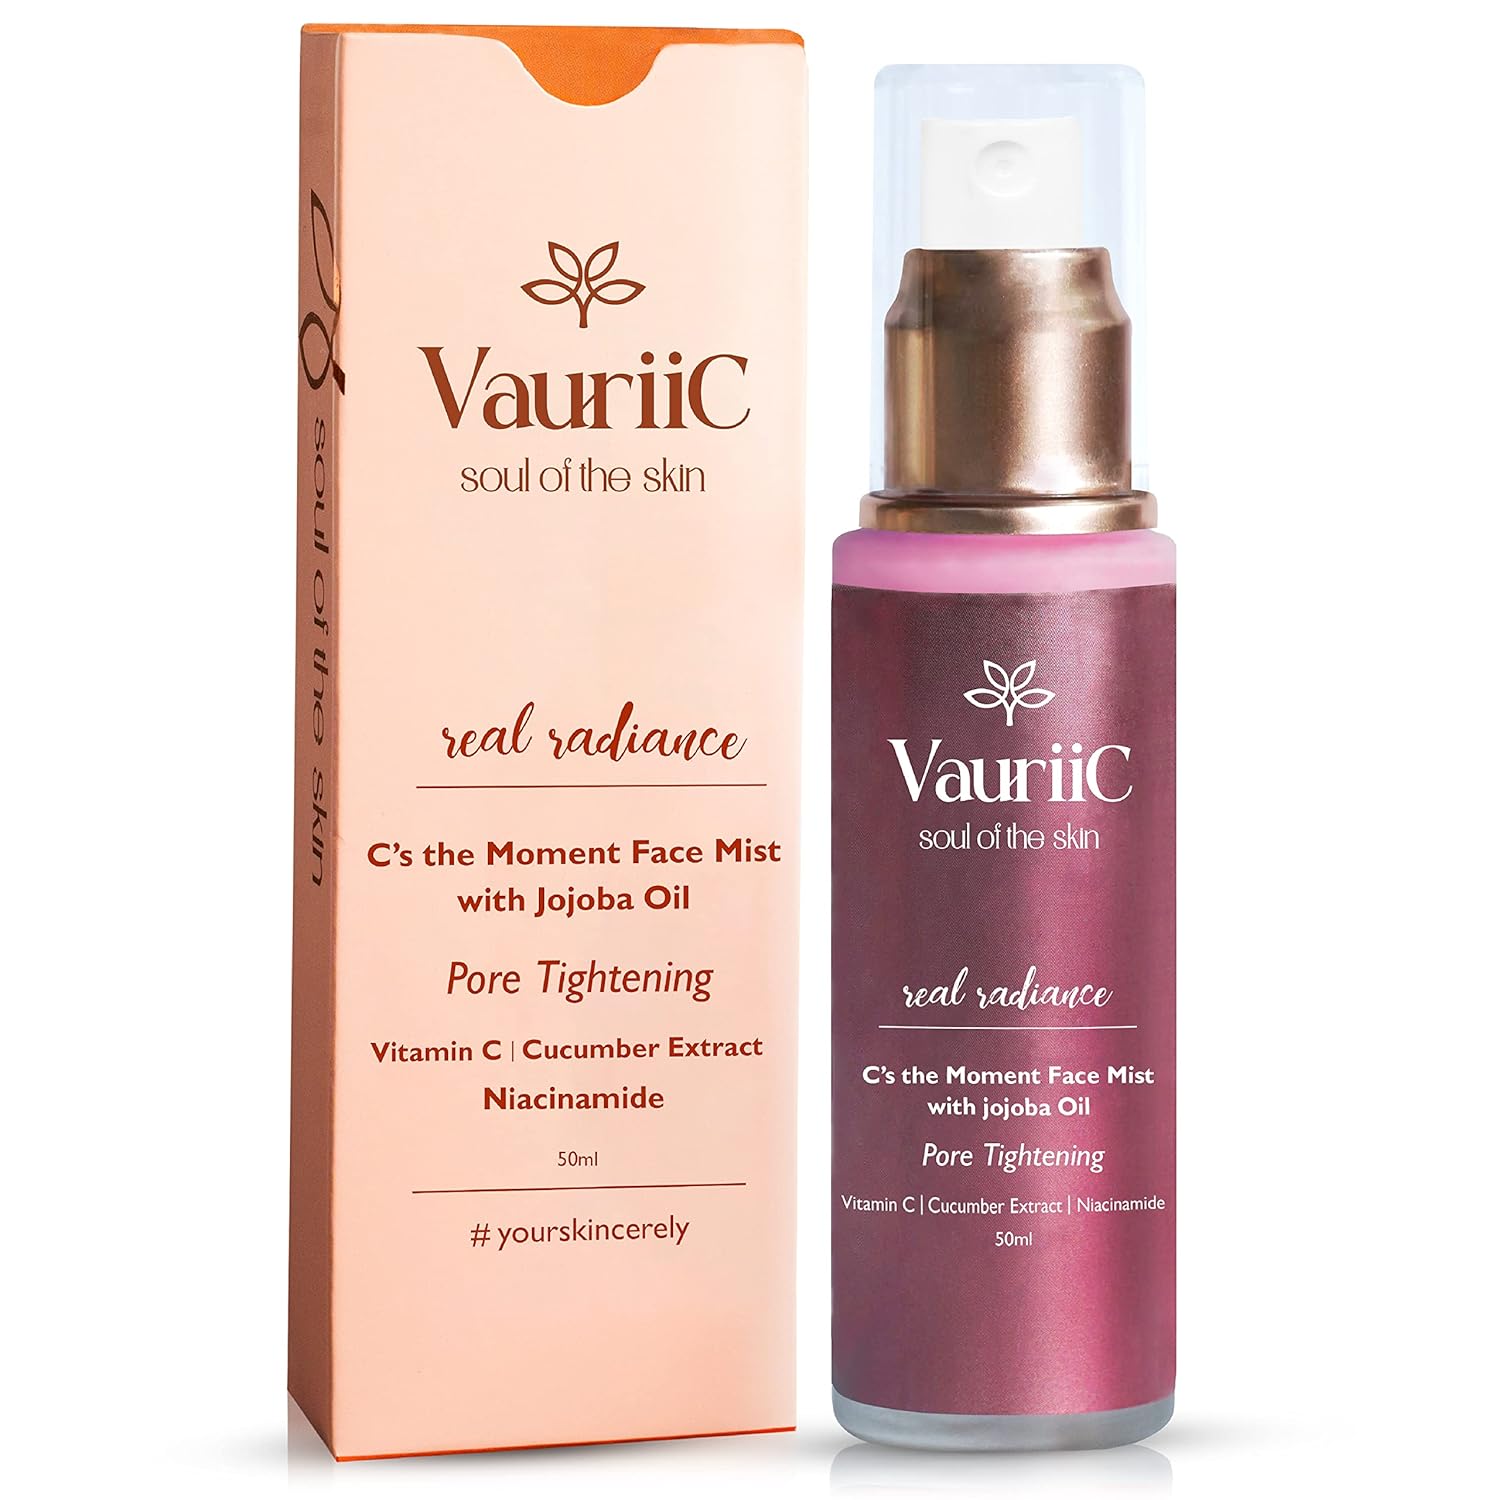 VauriiC
soul of the skin
real radiance
C's the Moment Face Mist
with Jojoba Oil
Pore Tightening
Vitamin C | Cucumber Extract
Niacinamide
50ml
# yourskincerely
soul of the skin
VauriiC
soul of the skin
real radiance
C's the Moment Face Mist
with jojoba Oil
Pore Tightening
Vitamin C | Cucumber Extract | Niacinamide
50ml